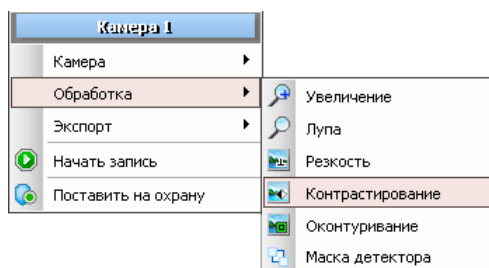 Камера 1
Камера
Обработка
Экспорт
Начать запись
Поставить на охрану
Увеличение
Лупа
Резкость
Контрастирование
Оконтуривание
Маска детектора